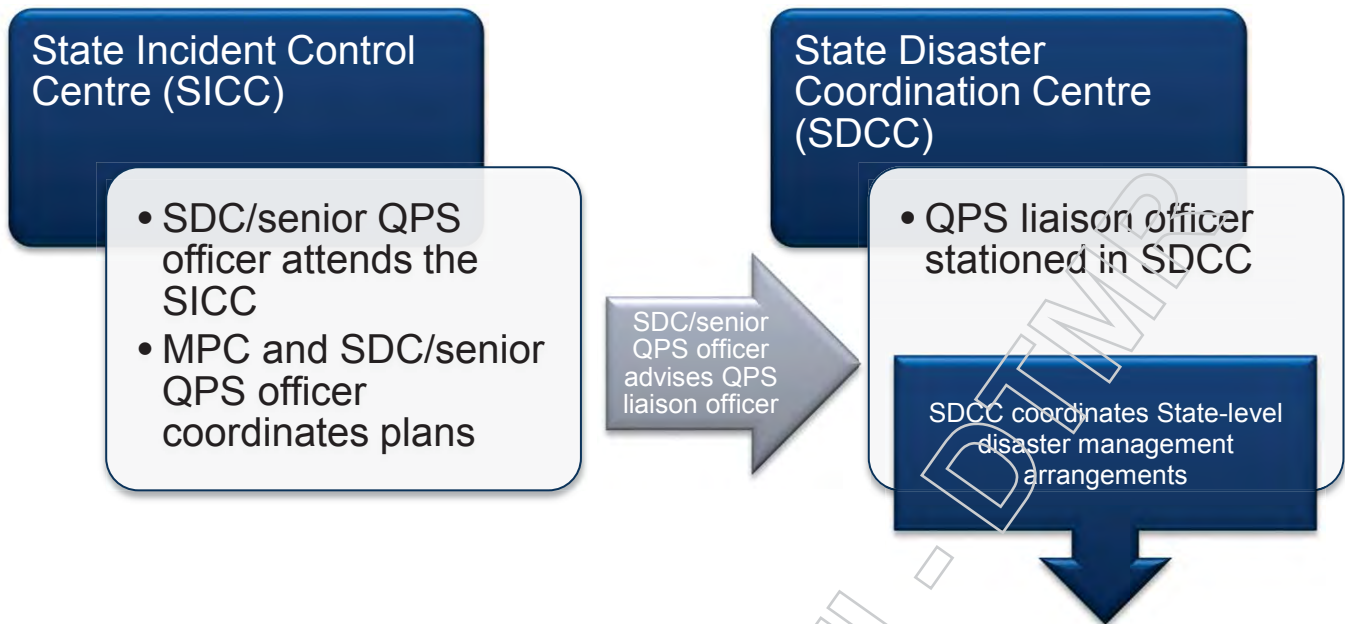 State Incident Control
Centre (SICC)
• SDC/senior QPS
officer attends the
SICC
• MPC and SDC/senior
QPS officer
coordinates plans
SDC/senior
QPS officer
advises QPS
liaison officer
State Disaster
Coordination Centre
(SDCC)
• QPS liaison officer
stationed in SDCC
SDCC coordinates State-level
disaster management
arrangements
- DTMR